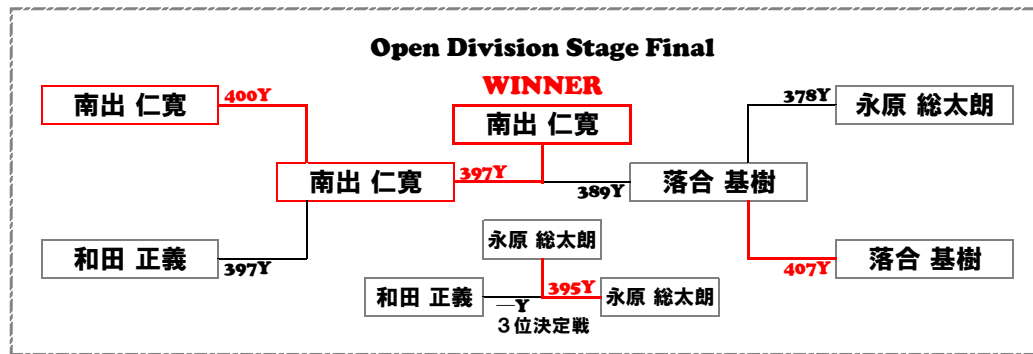 Open Division Stage Final
WINNER
南出 仁寛
400Y
378Y
永原 総太朗
南出 仁寛
南出 仁寛
397Y
389Y
落合 基樹
和田 正義
397Y
407Y
落合 基樹
永原 総太朗
和田 正義
—Y
395Y
永原 総太朗
3位決定戦